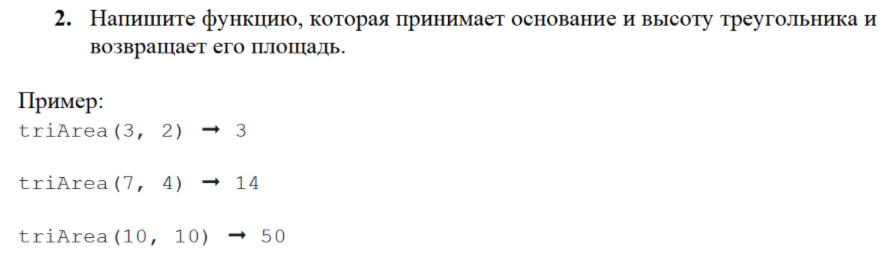 2. Напишите функцию, которая принимает основание и высоту треугольника и
возвращает его площадь.
Пример:
triArea(3, 2) ➞ 3
triArea(7, 4) ➞ 14
triArea(10, 10) ➞ 50